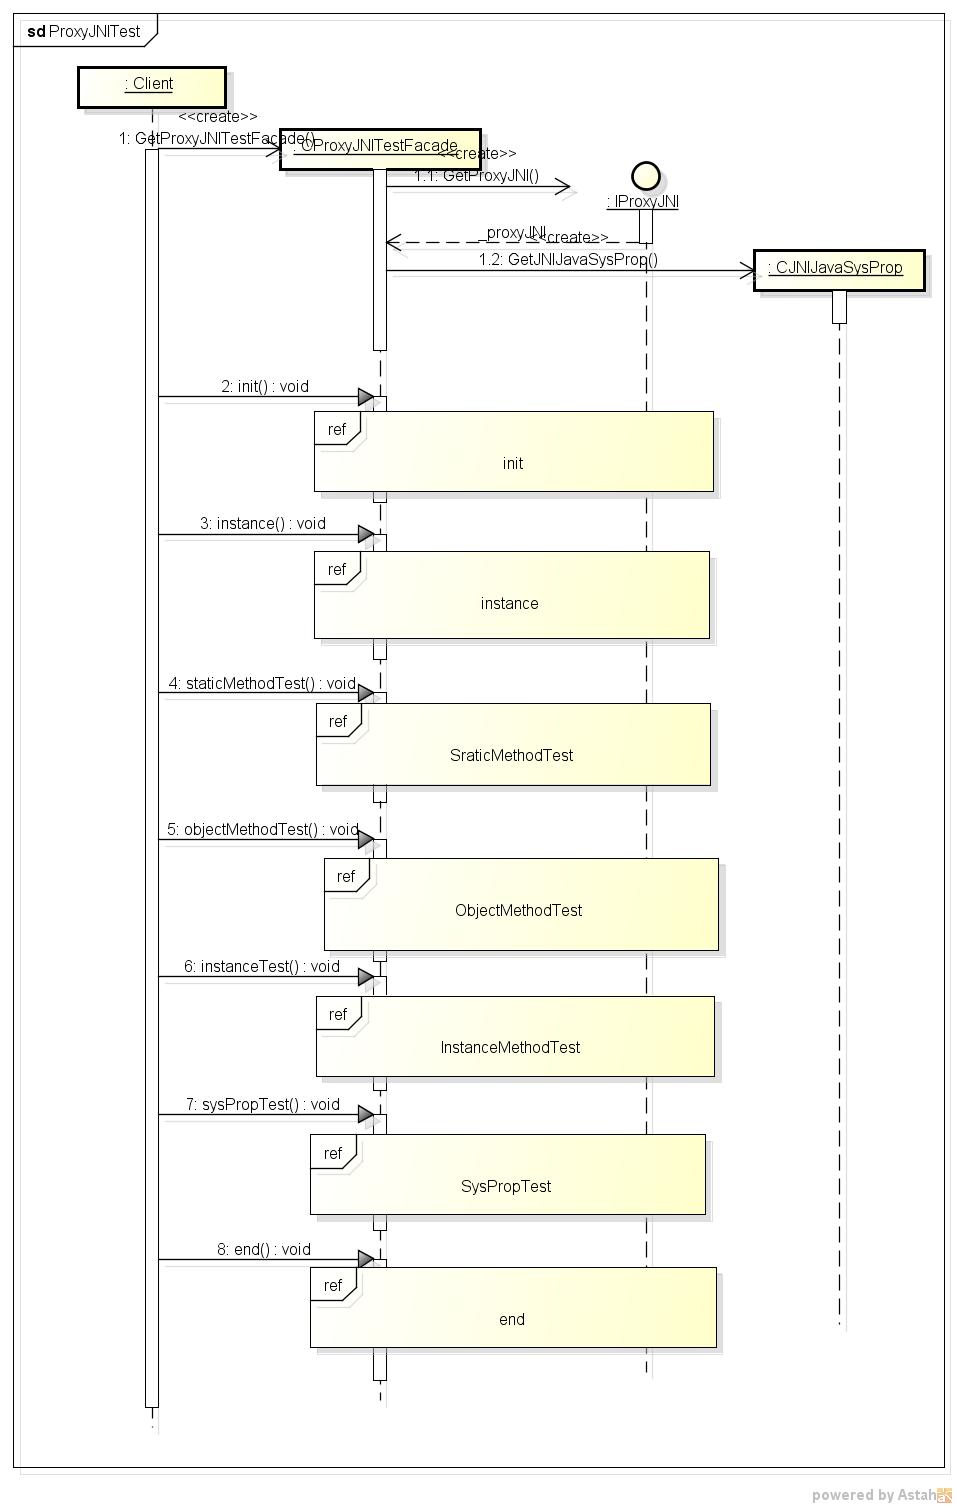 sd ProxyJNITest
: Client
<<create>>
1: GetProxyJNITestFacade()
: CProxyJNITestFacade
<<create>>
1.1: GetProxyJNI()
: IProxyJNI
_proxyJNI
<<create>>
1.2: GetJNIJavaSysProp()
: CJNIJavaSysProp
2: init() : void
ref
init
3: instance() : void
ref
instance
4: staticMethodTest() : void
ref
SraticMethodTest
5: objectMethodTest() : void
ref
ObjectMethodTest
6: instanceTest() : void
ref
InstanceMethodTest
7: sysPropTest() : void
ref
SysPropTest
8: end() : void
ref
end
powered by Astah